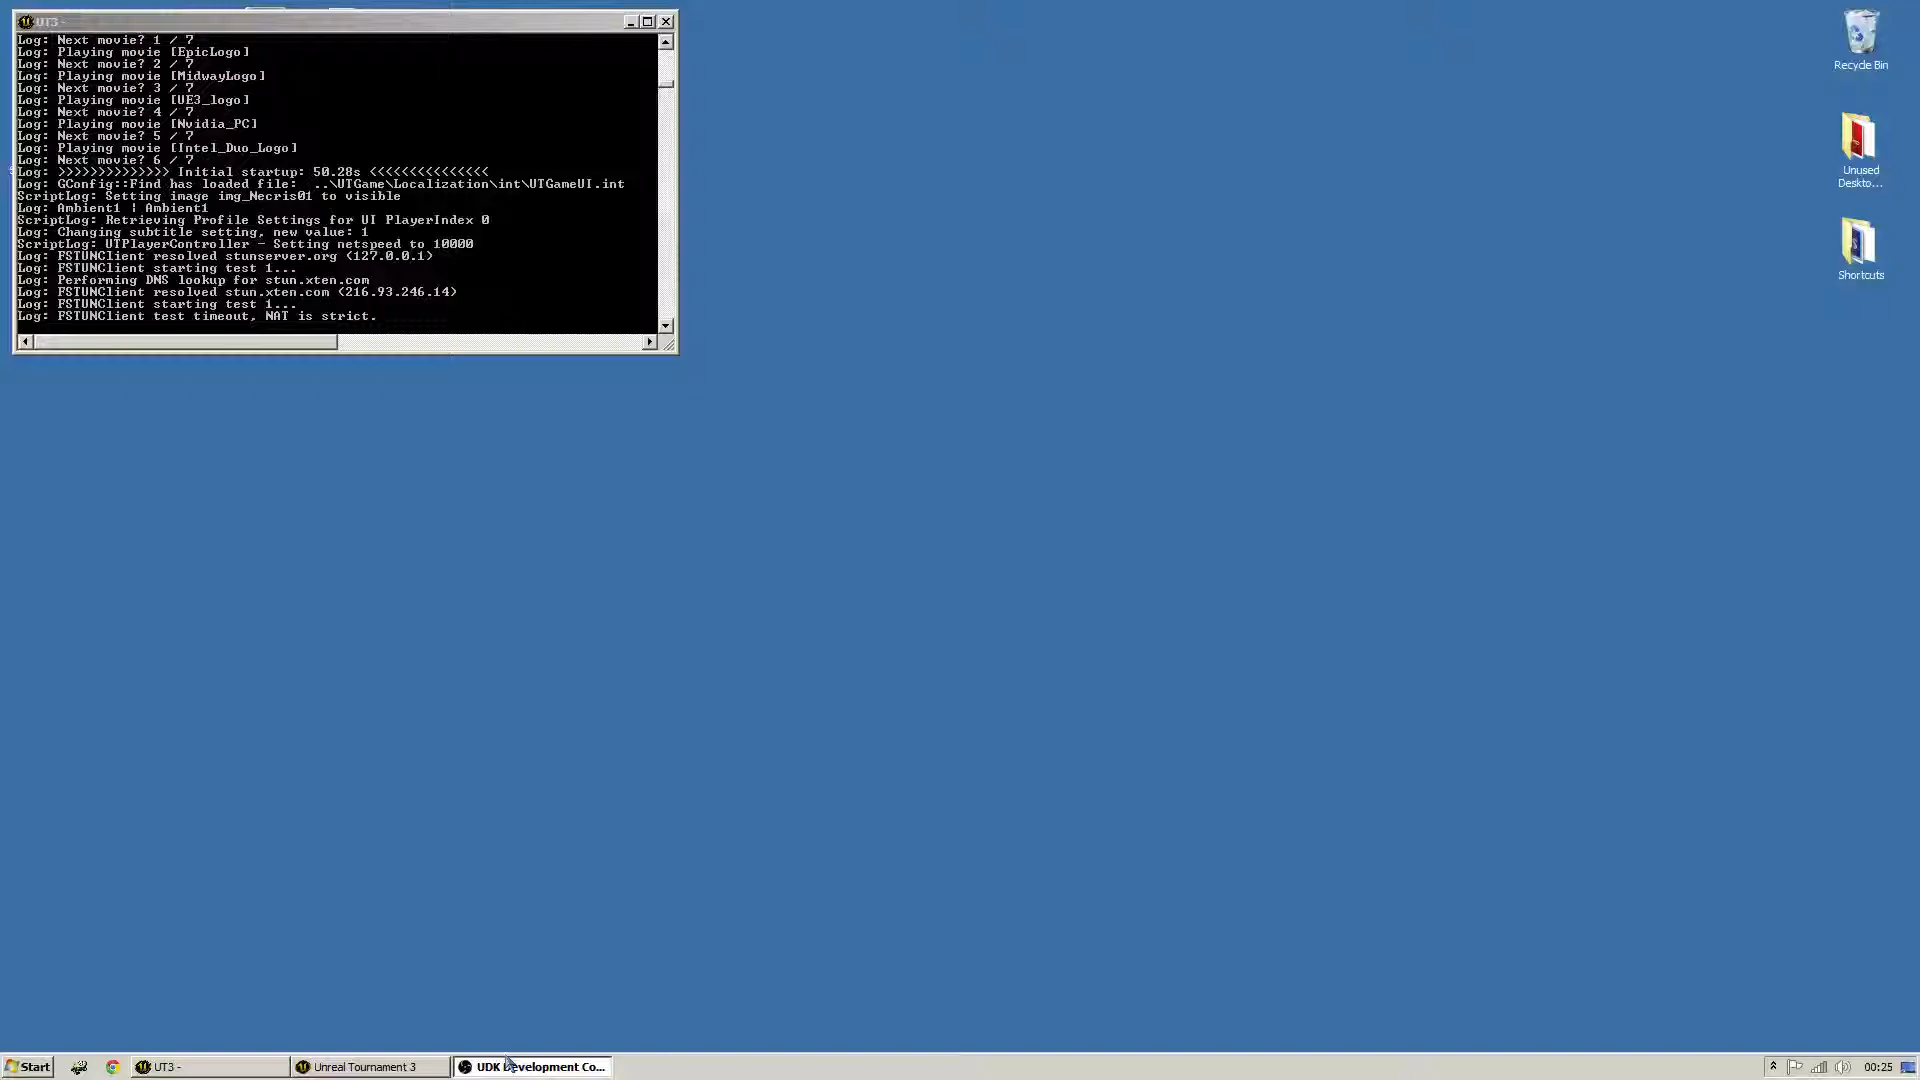 UT3 -
Log: Next movie? 1 / 7
Log: Playing movie [EpicLogo]
Log: Next movie? 2 / 7
Log: Playing movie [MidwayLogo]
Log: Next movie? 3 / 7
Log: Playing movie [UE3_logo]
Log: Next movie? 4 / 7
Log: Playing movie [Nvidia_PC]
Log: Next movie? 5 / 7
Log: Playing movie [Intel_Duo_Logo]
Log: Next movie? 6 / 7
Log: >>>>>>>>>>>>>> Initial startup: 50.28s <<<<<<<<<<<<<<<
Log: GConfig::Find has loaded file:  ..\UTGame\Localization\int\UTGameUI.int
ScriptLog: Setting image img_Necris01 to visible
Log: Ambient1 | Ambient1
ScriptLog: Retrieving Profile Settings for UI PlayerIndex 0
Log: Changing subtitle setting, new value: 1
ScriptLog: UTPlayerController - Setting netspeed to 10000
Log: FSTUNClient resolved stunserver.org (127.0.0.1)
Log: FSTUNClient starting test 1...
Log: Performing DNS lookup for stun.xten.com
Log: FSTUNClient resolved stun.xten.com (216.93.246.14)
Log: FSTUNClient starting test 1...
Log: FSTUNClient test timeout, NAT is strict.
Recycle Bin
Unused
Deskto...
Shortcuts
Start
UT3 -
Unreal Tournament 3
UDK Development Co...
00:25